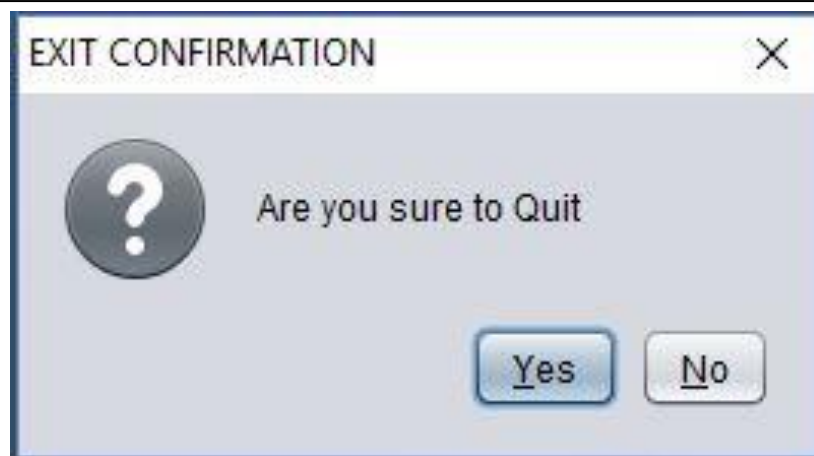 EXIT CONFIRMATION
Are you sure to Quit
Yes
No